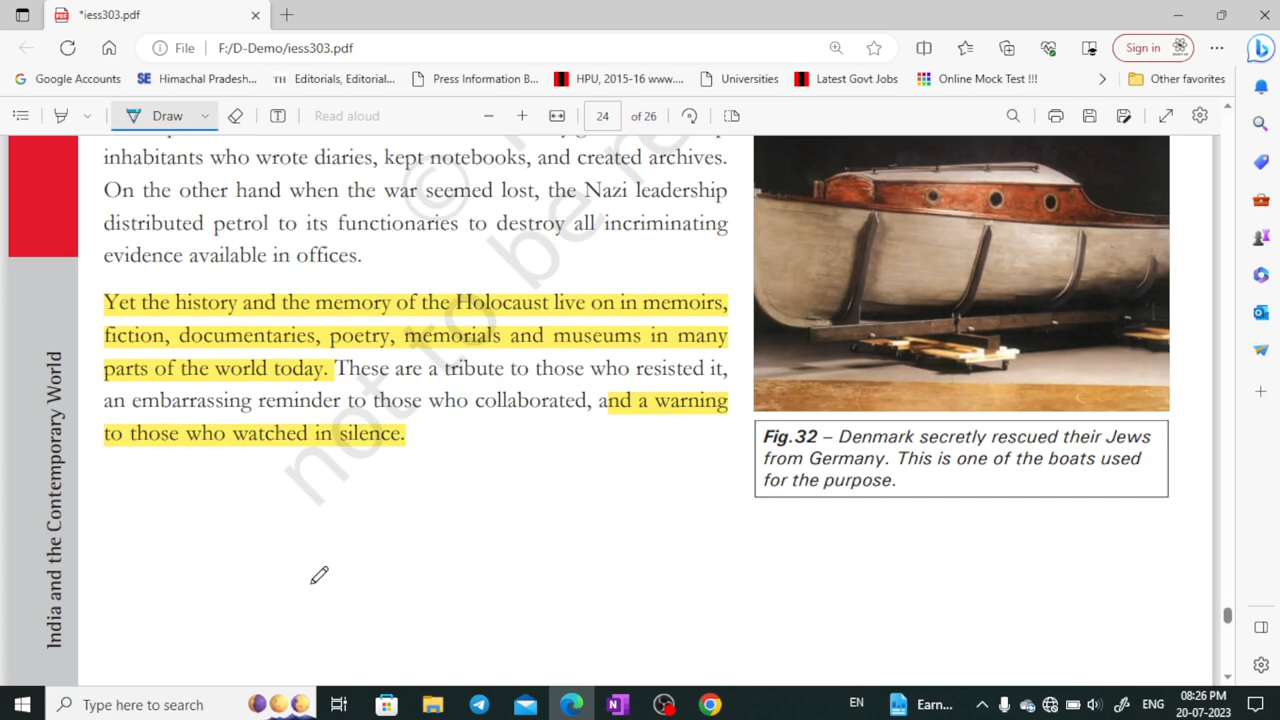 *iess303.pdf
File F:/D-Demo/iess303.pdf Sign in
Google Accounts Himachal Pradesh... Editorials, Editorial... Press Information B... HPU, 2015-16 www.... Universities Latest Govt Jobs Online Mock Test !!! Other favorites
Draw Read aloud 24 of 26
inhabitants who wrote diaries, kept notebooks, and created archives.
On the other hand when the war seemed lost, the Nazi leadership
distributed petrol to its functionaries to destroy all incriminating
evidence available in offices.
Yet the history and the memory of the Holocaust live on in memoirs,
fiction, documentaries, poetry, memorials and museums in many
parts of the world today. These are a tribute to those who resisted it,
an embarrassing reminder to those who collaborated, and a warning
to those who watched in silence.
Fig.32 – Denmark secretly rescued their Jews
from Germany. This is one of the boats used
for the purpose.
India and the Contemporary World
© not to be re
Type here to search EN Earn... ENG 08:26 PM
20-07-2023